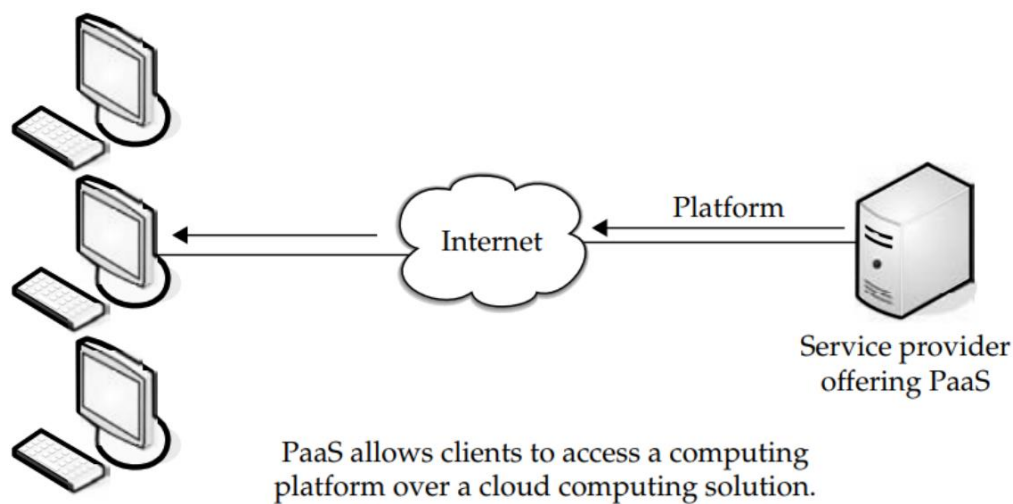 Platform
Internet
Service provider
offering PaaS
PaaS allows clients to access a computing
platform over a cloud computing solution.